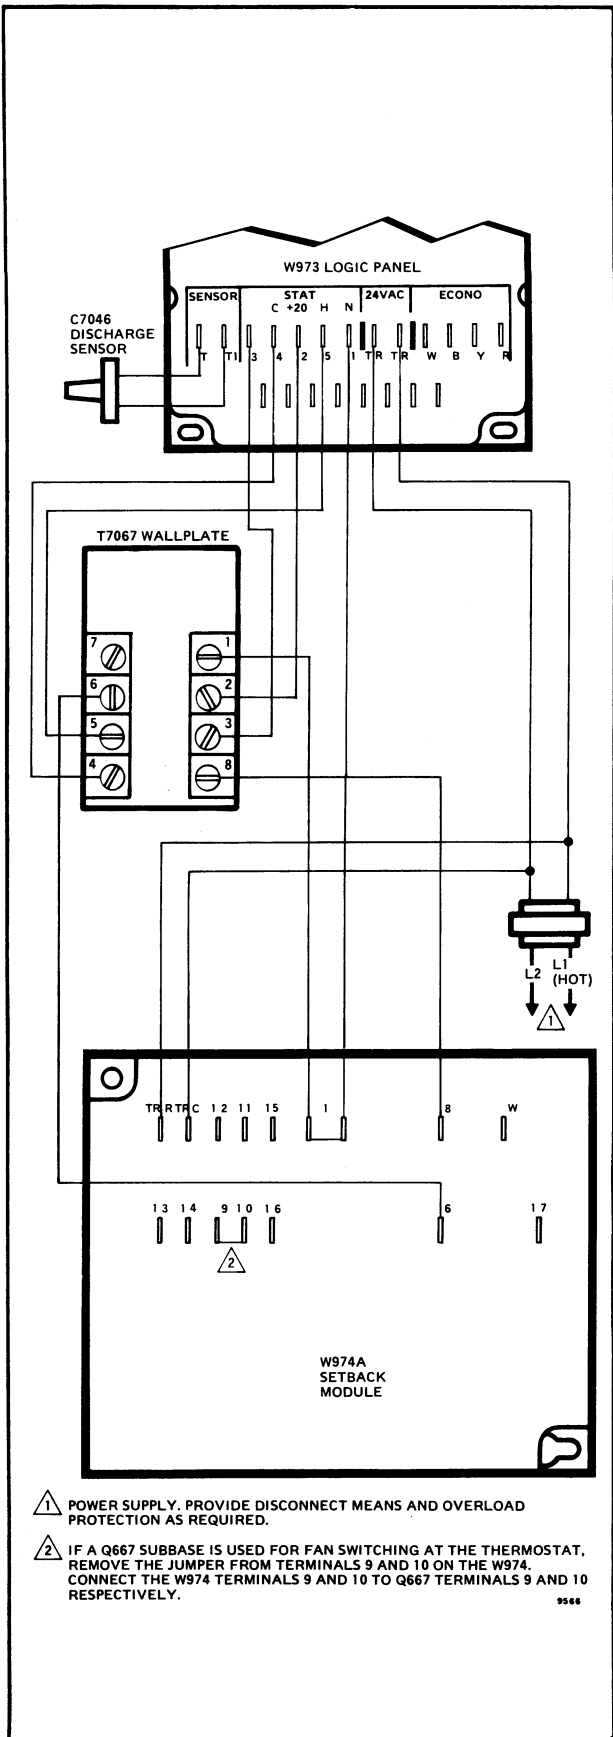 W973 LOGIC PANEL
SENSOR STAT 24VAC ECONO
C +20 H N
C7046
DISCHARGE
SENSOR
T T1 3 4 2 5 1 TR TR W B Y R
T7067 WALLPLATE
7 1
6 2
5 3
4 8
L2 L1
(HOT)
1
TR R TR C 12 11 15 1 8 W
13 14 9 10 16 6 17
2
W974A
SETBACK
MODULE
1 POWER SUPPLY. PROVIDE DISCONNECT MEANS AND OVERLOAD
PROTECTION AS REQUIRED.
2 IF A Q667 SUBBASE IS USED FOR FAN SWITCHING AT THE THERMOSTAT,
REMOVE THE JUMPER FROM TERMINALS 9 AND 10 ON THE W974.
CONNECT THE W974 TERMINALS 9 AND 10 TO Q667 TERMINALS 9 AND 10
RESPECTIVELY.
9566